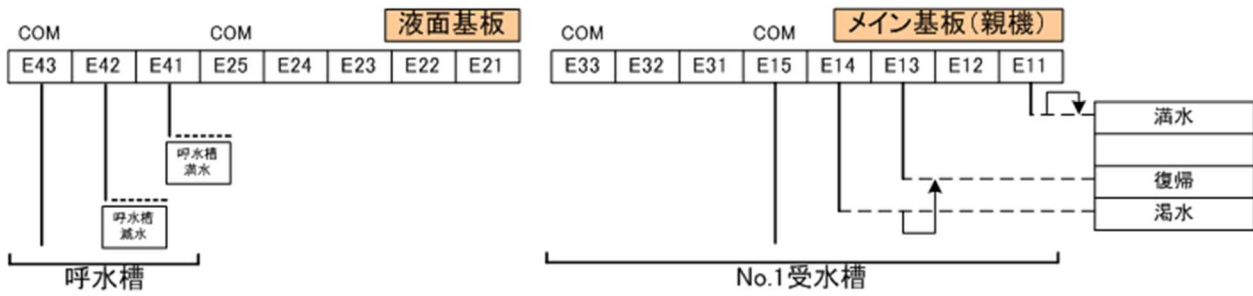 液面基板
メイン基板(親機)
COM COM COM COM
E43 E42 E41 E25 E24 E23 E22 E21
E33 E32 E31 E15 E14 E13 E12 E11
満水
呼水槽
満水
復帰
渇水
呼水槽
減水
呼水槽
No.1受水槽